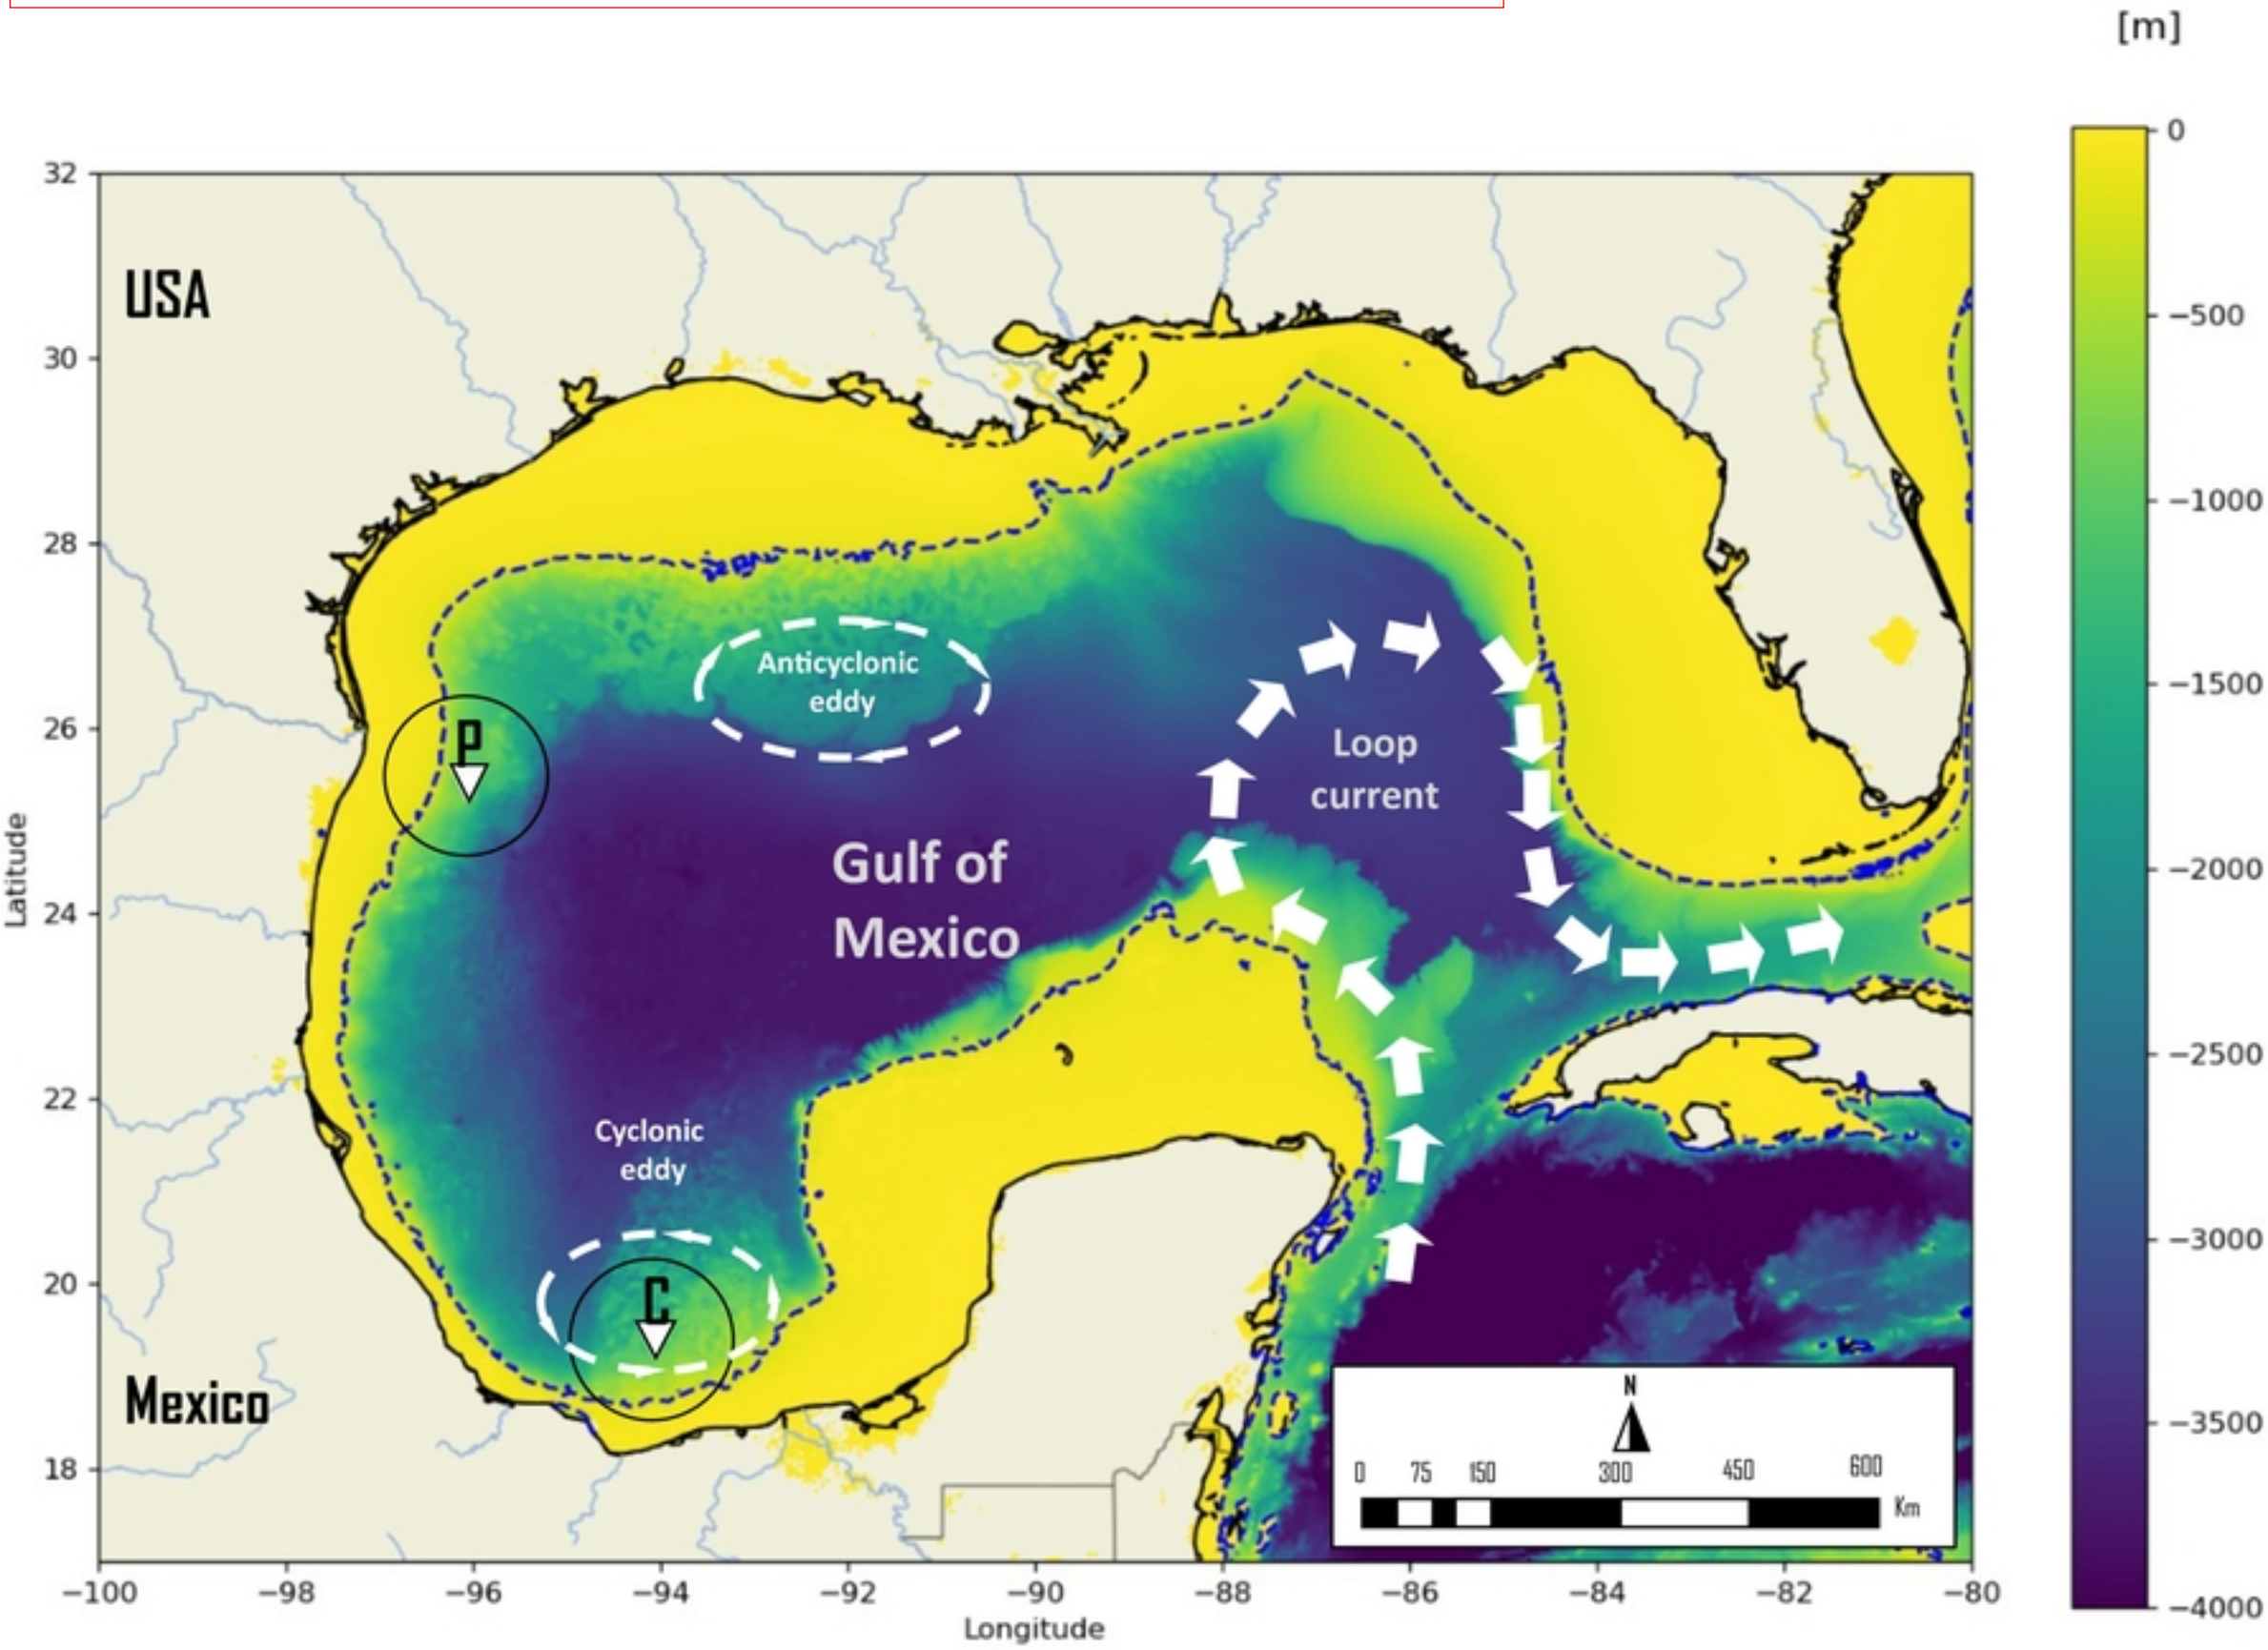 [m]
0
−500
−1000
−1500
−2000
−2500
−3000
−3500
−4000
32
30
28
26
24
22
20
18
Latitude
USA
Anticyclonic
eddy
P
Loop
current
Gulf of
Mexico
Cyclonic
eddy
C
Mexico
N
0 75 150 300 450 600
Km
−100 −98 −96 −94 −92 −90 −88 −86 −84 −82 −80
Longitude